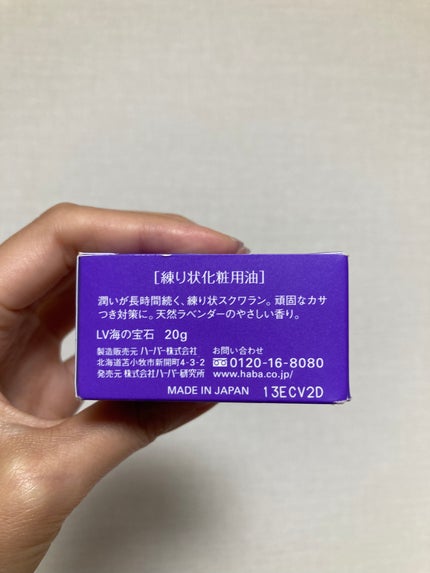 [練り状化粧用油]
潤いが長時間続く、練り状スクワラン。頑固なカサ
つき対策に。天然ラベンダーのやさしい香り。
LV海の宝石 20g
製造販売元 ハーバー株式会社 お問い合わせ
北海道苫小牧市新開町4-3-2 0120-16-8080
発売元 株式会社ハーバー研究所 www.haba.co.jp/
MADE IN JAPAN 13ECV2D